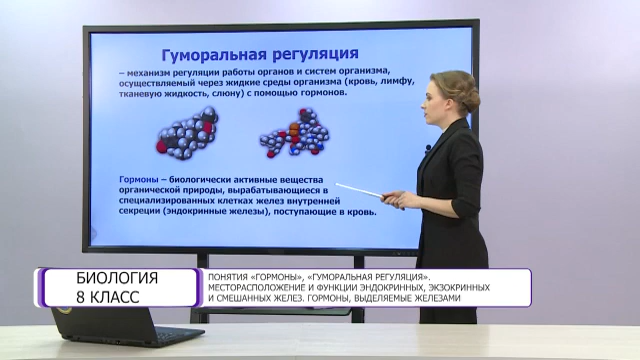 Гуморальная регуляция
– механизм регуляции работы органов и систем организма,
осуществляемый через жидкие среды организма (кровь, лимфу,
тканевую жидкость, слюну) с помощью гормонов.
Гормоны – биологически активные вещества
органической природы, вырабатывающиеся в
специализированных клетках желез внутренней
секреции (эндокринные железы), поступающие в кровь.
БИОЛОГИЯ
8 КЛАСС
ПОНЯТИЯ «ГОРМОНЫ», «ГУМОРАЛЬНАЯ РЕГУЛЯЦИЯ».
МЕСТОРАСПОЛОЖЕНИЕ И ФУНКЦИИ ЭНДОКРИННЫХ, ЭКЗОКРИННЫХ
И СМЕШАННЫХ ЖЕЛЕЗ. ГОРМОНЫ, ВЫДЕЛЯЕМЫЕ ЖЕЛЕЗАМИ